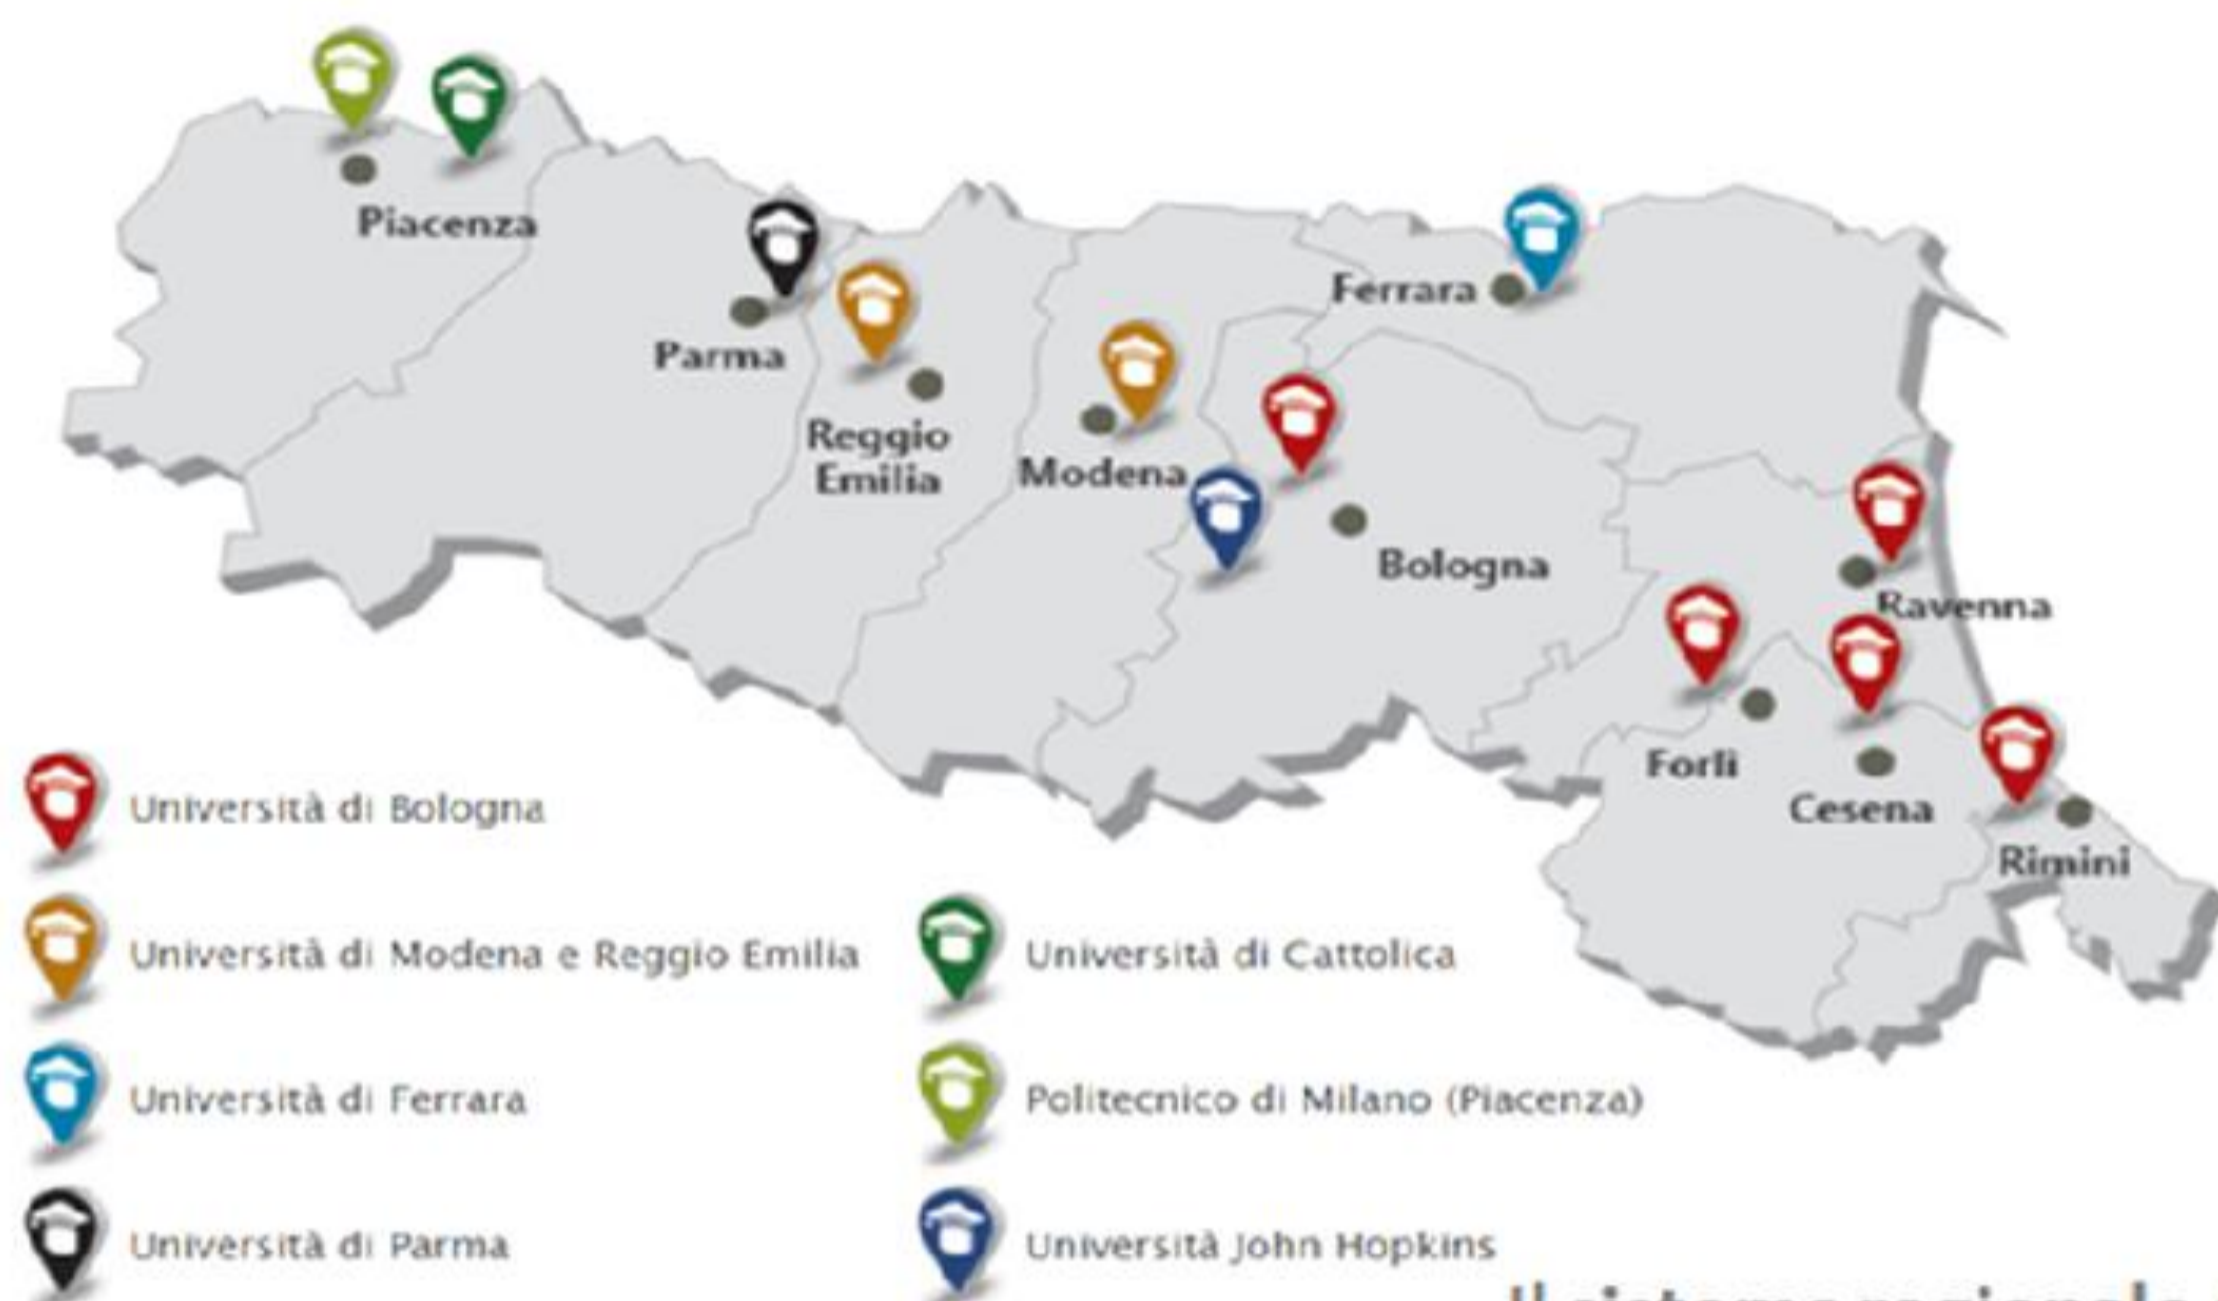 Piacenza
Parma
Reggio
Emilia
Modena
Ferrara
Bologna
Ravenna
Forlì
Cesena
Rimini
Università di Bologna
Università di Modena e Reggio Emilia
Università di Ferrara
Università di Parma
Università di Cattolica
Politecnico di Milano (Piacenza)
Università John Hopkins